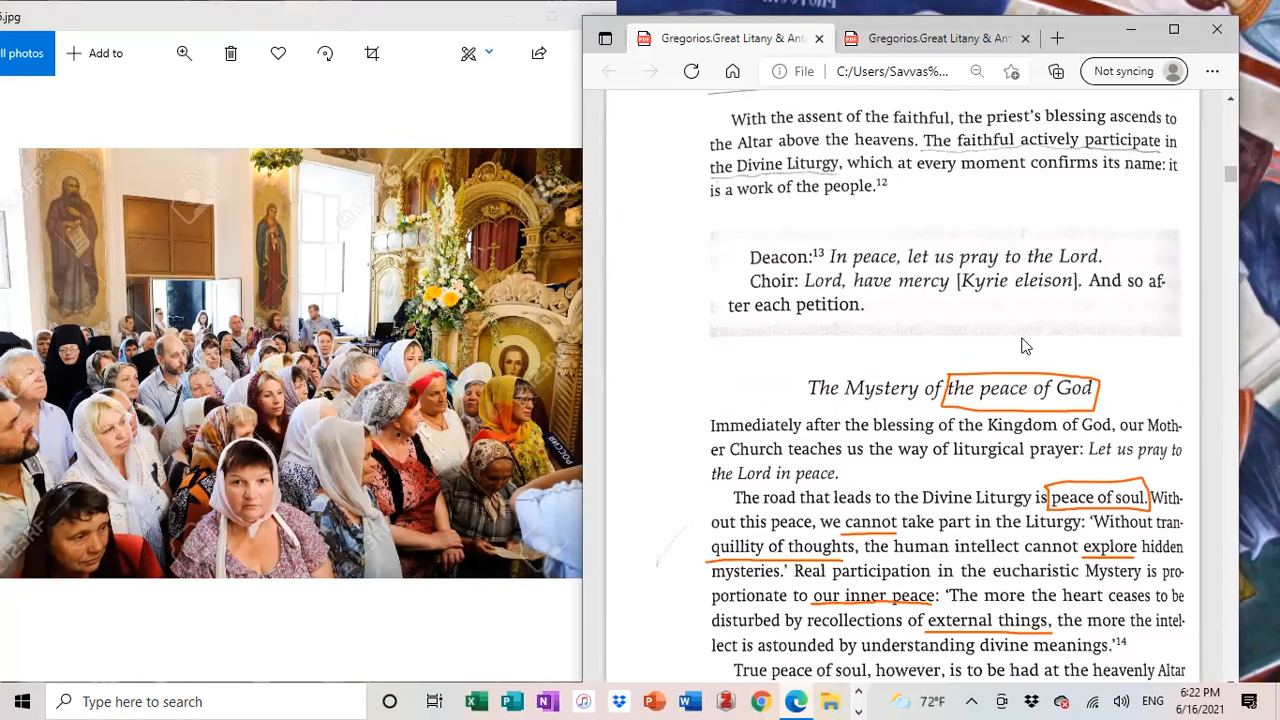 5.jpg
ll photos
Add to
РОССИЯ
Gregorios.Great Litany & Anti
Gregorios.Great Litany & Ant
File
C:/Users/Savvas%...
Not syncing
With the assent of the faithful, the priest's blessing ascends to
the Altar above the heavens. The faithful actively participate in
the Divine Liturgy, which at every moment confirms its name: it
is a work of the people.12
Deacon:13 In peace, let us pray to the Lord.
Choir: Lord, have mercy [Kyrie eleison]. And so af-
ter each petition.
The Mystery of the peace of God
Immediately after the blessing of the Kingdom of God, our Moth-
er Church teaches us the way of liturgical prayer: Let us pray to
the Lord in peace.
The road that leads to the Divine Liturgy is peace of soul. With-
out this peace, we cannot take part in the Liturgy: ‘Without tran-
quillity of thoughts, the human intellect cannot explore hidden
mysteries.’ Real participation in the eucharistic Mystery is pro-
portionate to our inner peace: ‘The more the heart ceases to be
disturbed by recollections of external things, the more the intel-
lect is astounded by understanding divine meanings.’14
True peace of soul, however, is to be had at the heavenly Altar
Type here to search
72°F
ENG
6:22 PM
6/16/2021
3